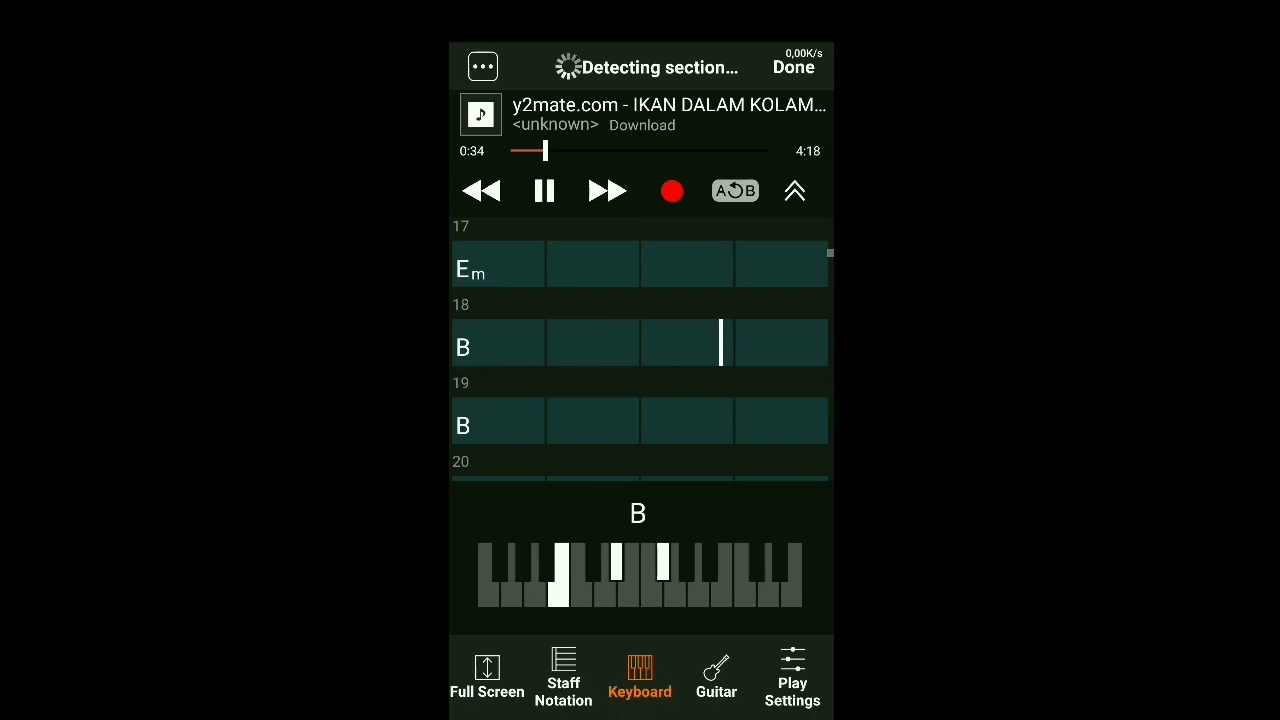 0,00K/s
Detecting section...
Done
y2mate.com - IKAN DALAM KOLAM...
<unknown> Download
0:34
4:18
A B
17
Em
18
B
19
B
20
B
Full Screen
Staff
Notation
Keyboard
Guitar
Play
Settings